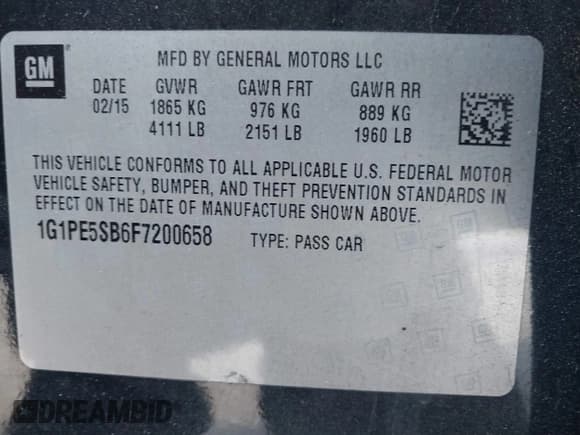 GM
MFD BY GENERAL MOTORS LLC
DATE GVWR GAWR FRT GAWR RR
02/15 1865 KG 976 KG 889 KG
4111 LB 2151 LB 1960 LB
THIS VEHICLE CONFORMS TO ALL APPLICABLE U.S. FEDERAL MOTOR
VEHICLE SAFETY, BUMPER, AND THEFT PREVENTION STANDARDS IN
EFFECT ON THE DATE OF MANUFACTURE SHOWN ABOVE.
1G1PE5SB6F7200658 TYPE: PASS CAR
DREAMBID